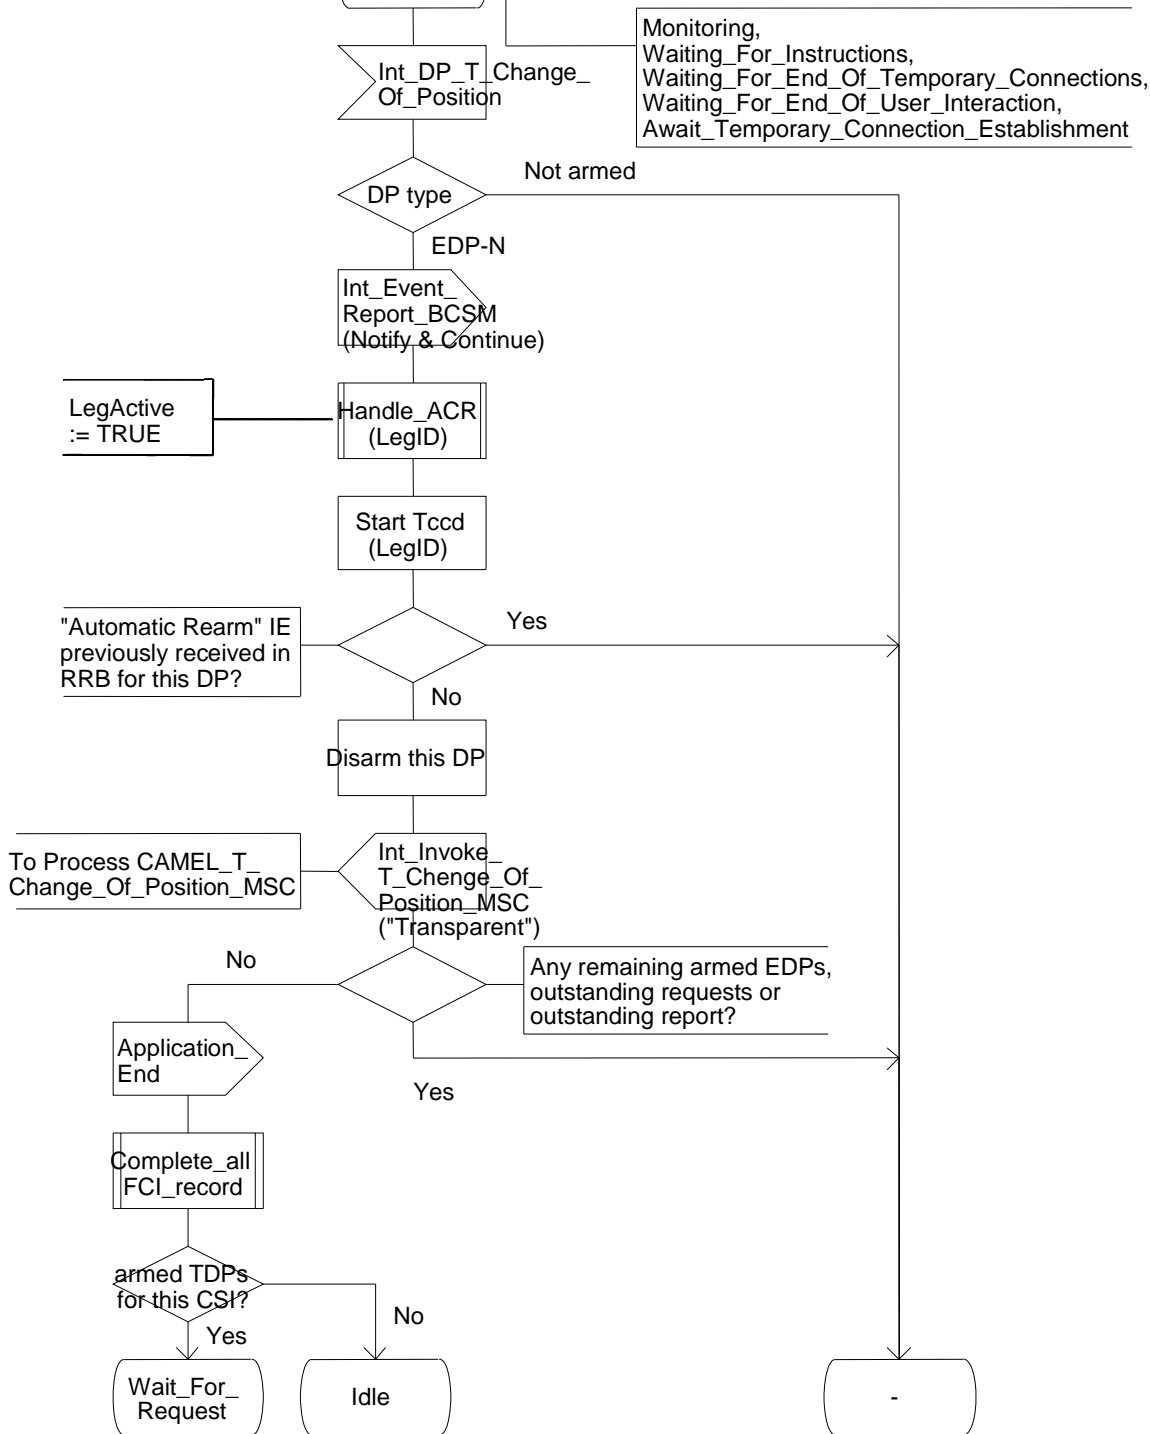 Monitoring,
Waiting_For_Instructions,
Waiting_For_End_Of_Temporary_Connections,
Waiting_For_End_Of_User_Interaction,
Await_Temporary_Connection_Establishment
Int_DP_T_Change_
Of_Position
Not armed
DP type
EDP-N
Int_Event_
Report_BCSM
(Notify & Continue)
LegActive
:= TRUE
Handle_ACR
(LegID)
Start Tccd
(LegID)
"Automatic Rearm" IE
previously received in
RRB for this DP?
Yes
No
Disarm this DP
To Process CAMEL_T_
Change_Of_Position_MSC
Int_Invoke_
T_Chenge_Of_
Position_MSC
("Transparent")
No
Any remaining armed EDPs,
outstanding requests or
outstanding report?
Yes
Application_
End
Complete_all
FCI_record
armed TDPs
for this CSI?
No
Yes
Wait_For_
Request
Idle
-